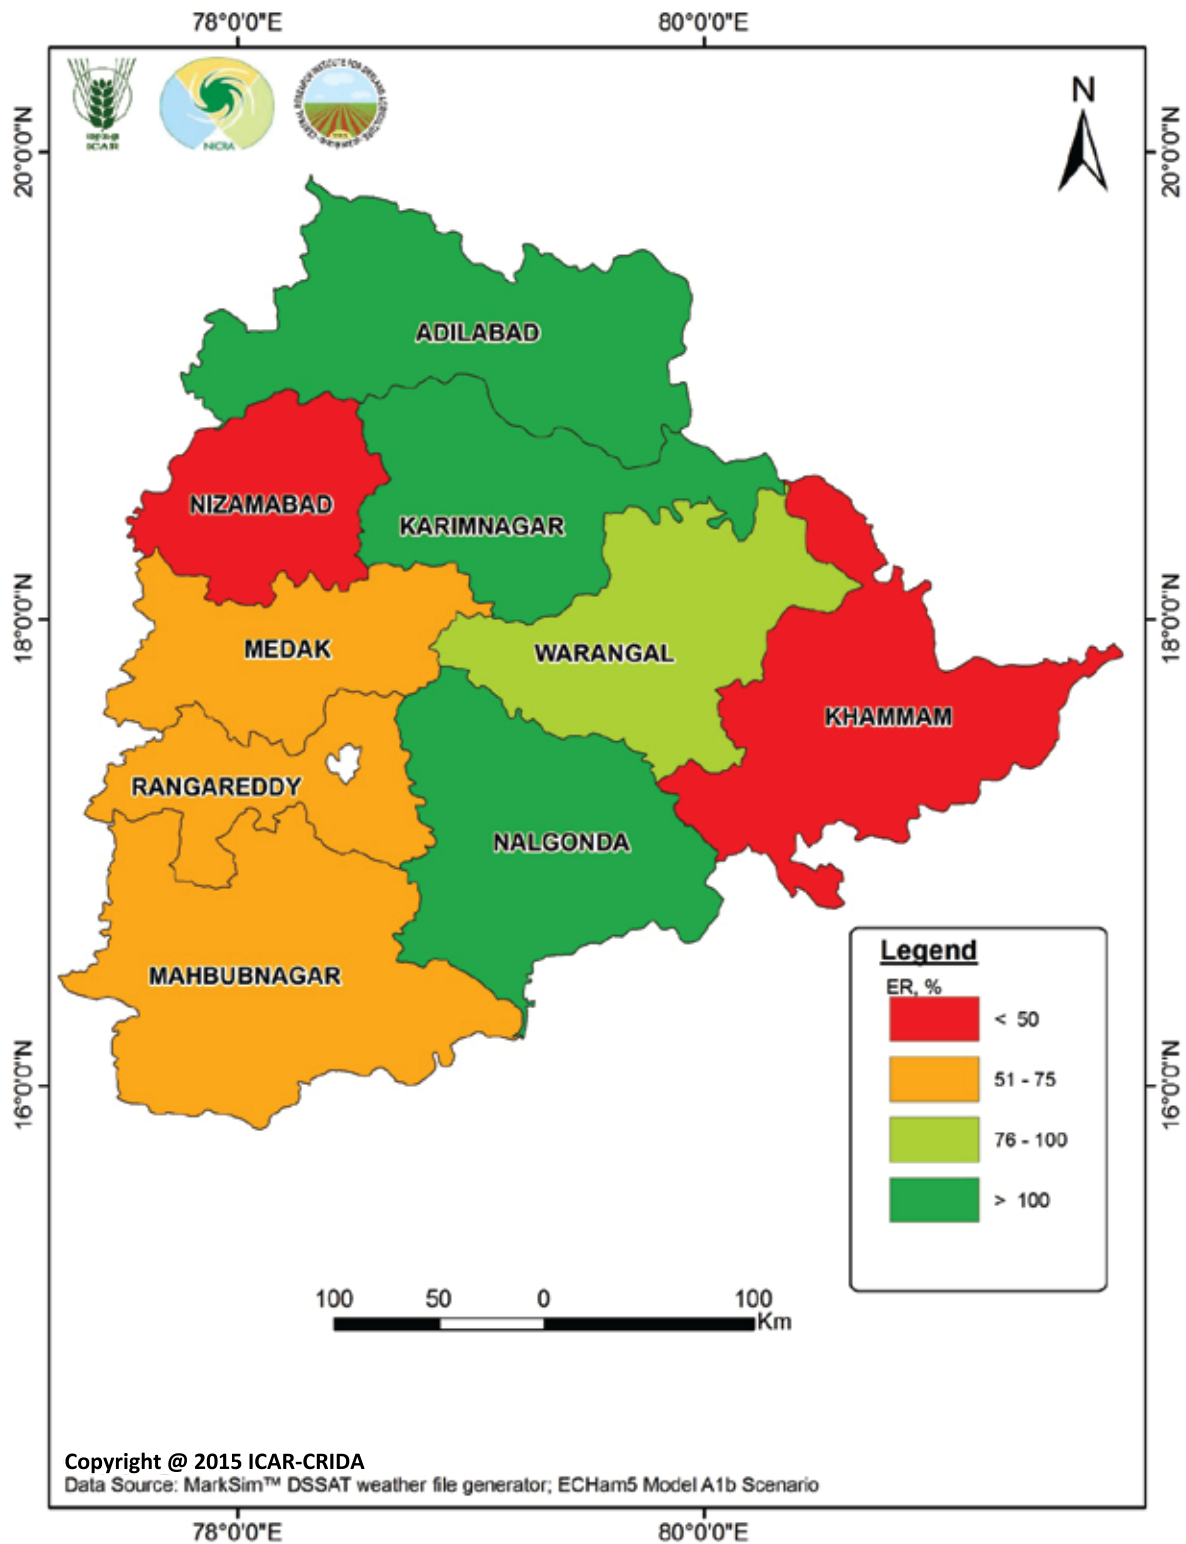 78°0'0"E 80°0'0"E
20°0'0"N
20°0'0"N
ICAR
NICRA
N
ADILABAD
NIZAMABAD
KARIMNAGAR
18°0'0"N
18°0'0"N
MEDAK
WARANGAL
KHAMMAM
RANGAREDDY
NALGONDA
MAHBUBNAGAR
Legend
ER, %
< 50
51 - 75
76 - 100
> 100
16°0'0"N
16°0'0"N
100 50 0 100
Km
Copyright @ 2015 ICAR-CRIDA
Data Source: MarkSim™ DSSAT weather file generator; ECHam5 Model A1b Scenario
78°0'0"E 80°0'0"E